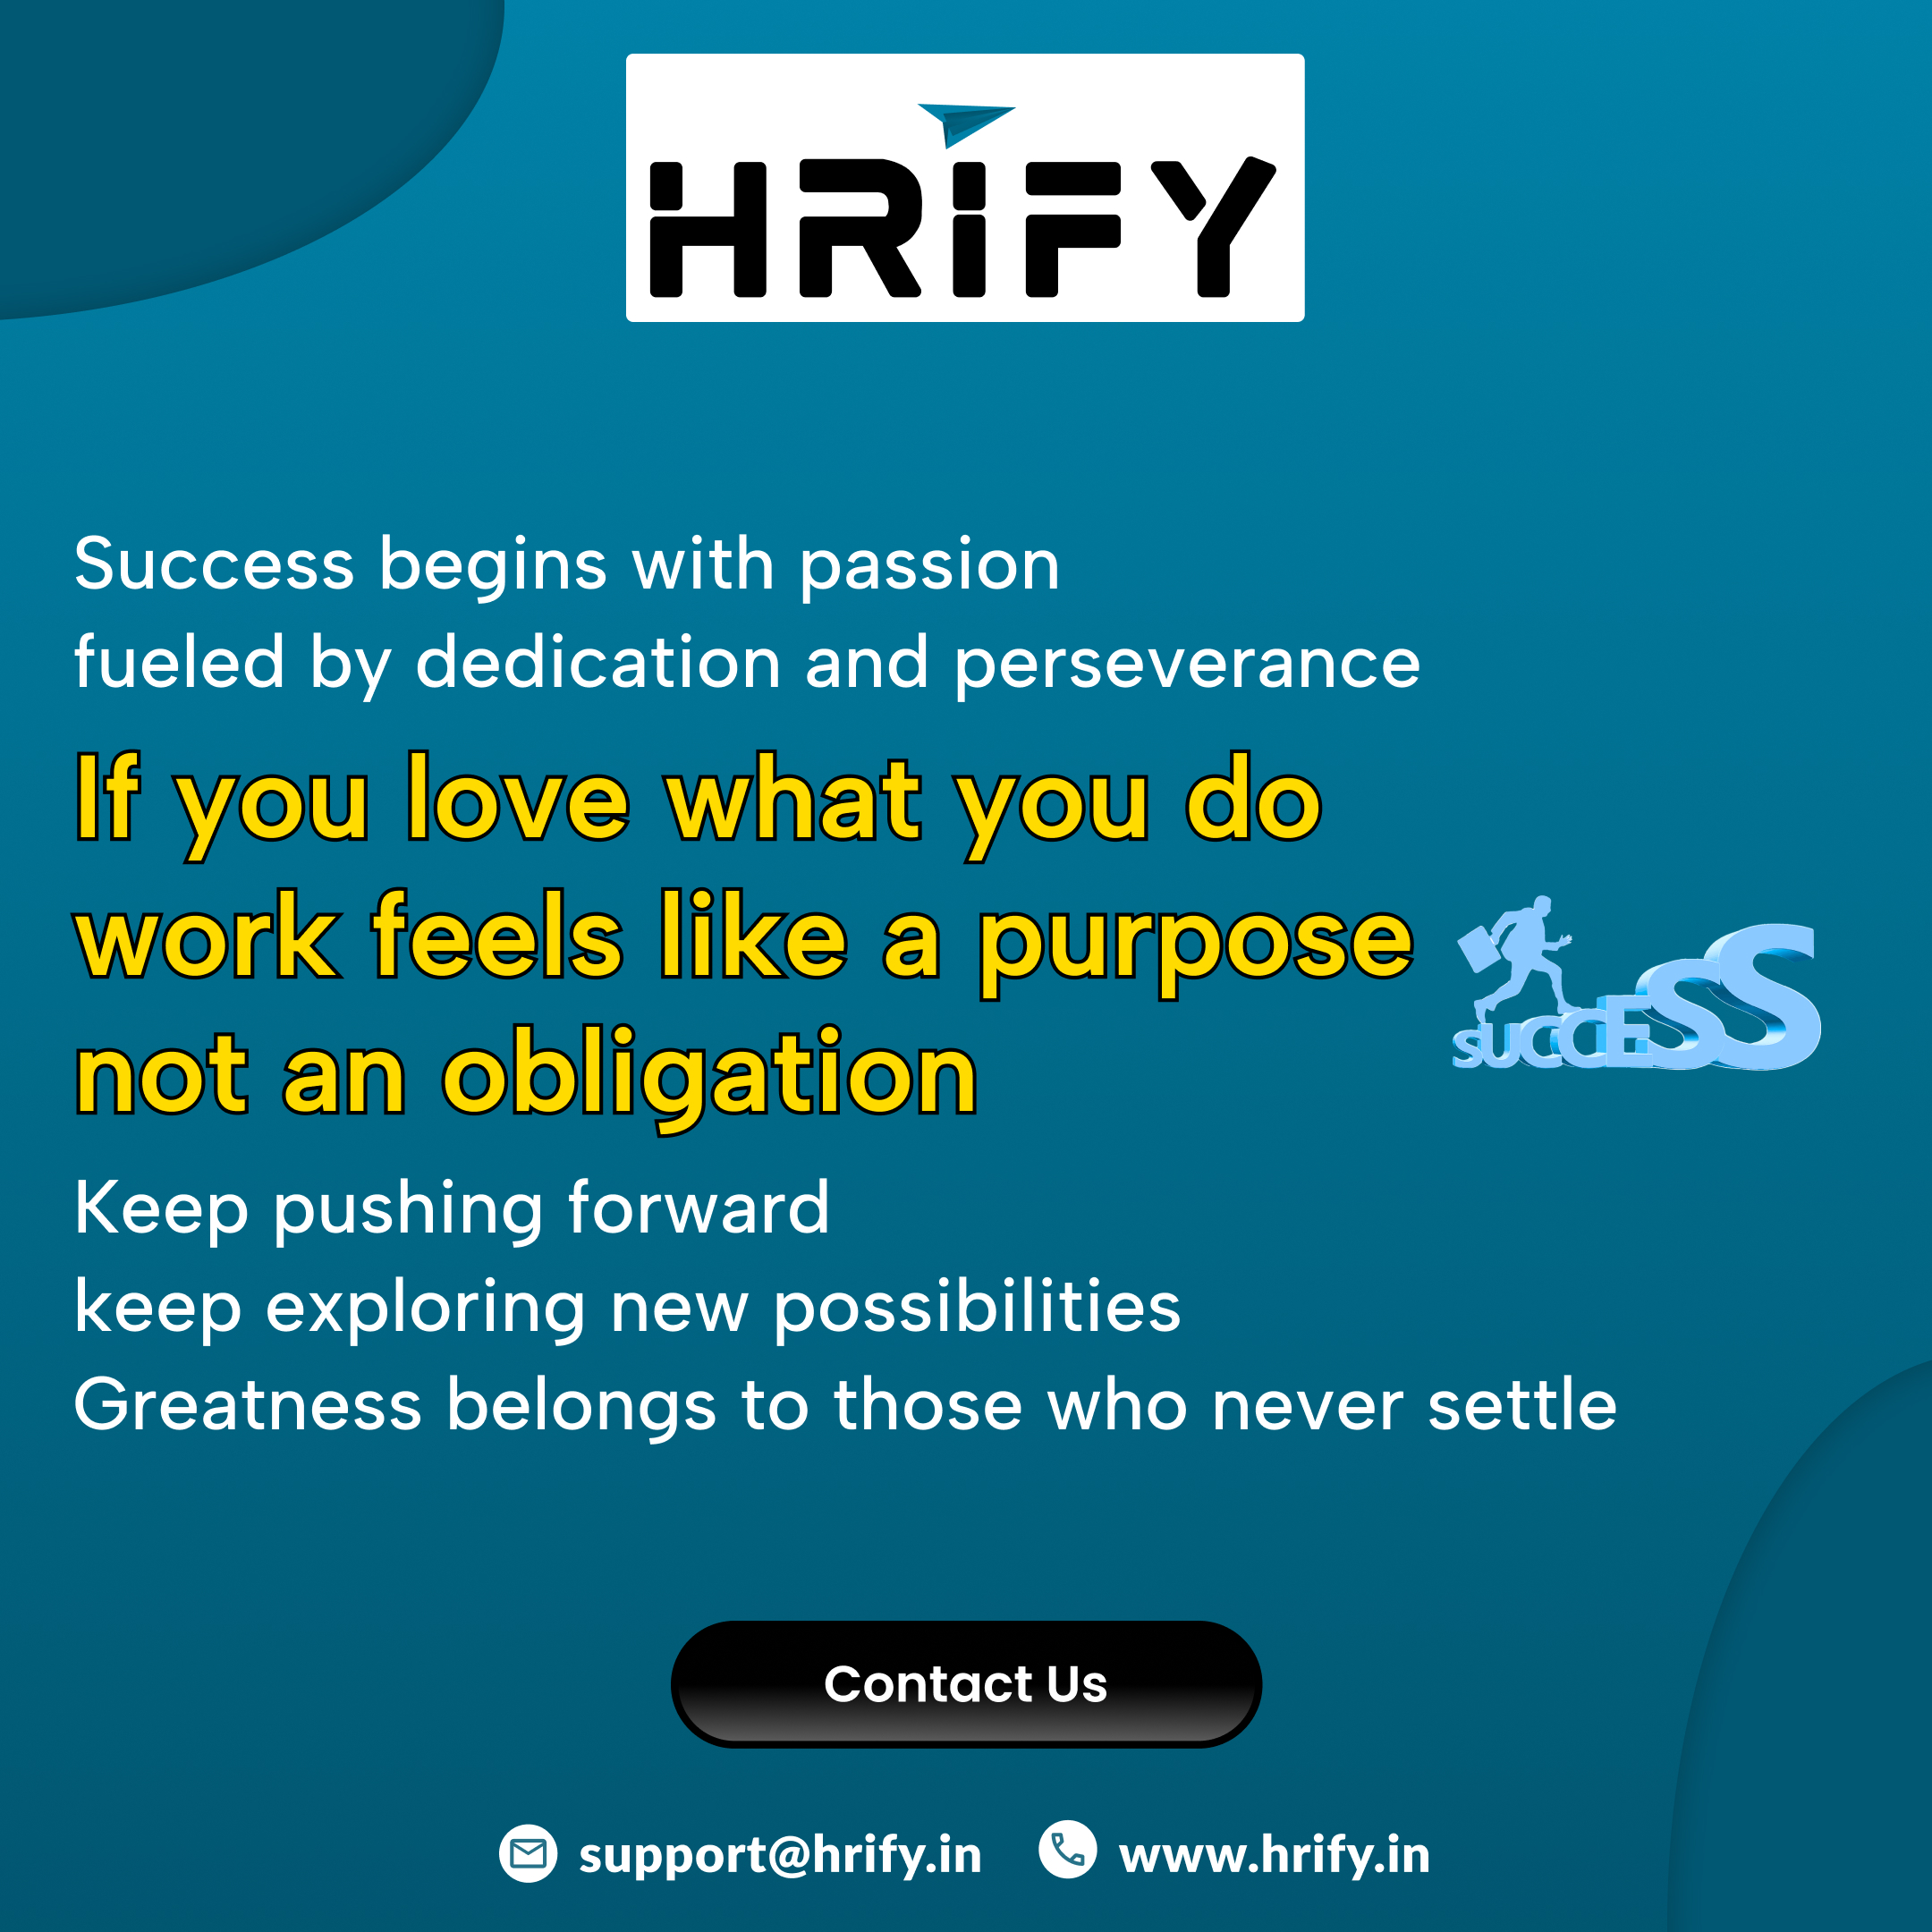 HRIFY
Success begins with passion
fueled by dedication and perseverance
If you love what you do
work feels like a purpose
not an obligation
SUCCESS
Keep pushing forward
keep exploring new possibilities
Greatness belongs to those who never settle
Contact Us
support@hrify.in www.hrify.in